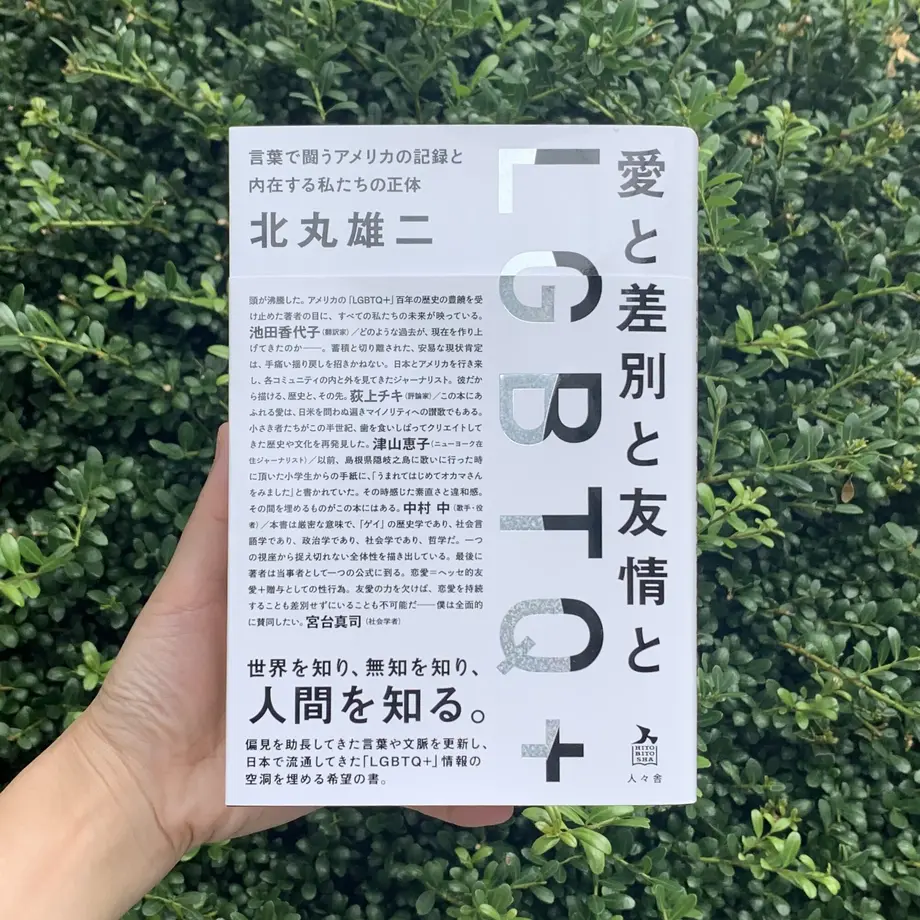 愛と差別と友情と
LGBTQ+
言葉で闘うアメリカの記録と
内在する私たちの正体
北丸雄二
頭が沸騰した。アメリカの「LGBTQ+」百年の歴史の豊饒を受
け止めた著者の目に、すべての私たちの未来が映っている。
池田香代子(翻訳家)/どのような過去が、現在を作り上
げてきたのか——。蓄積と切り離された、安易な現状肯定
は、手痛い揺り戻しを招きかねない。日本とアメリカを行き来
し、各コミュニティの内と外を見てきたジャーナリスト。彼だか
ら描ける、歴史と、その先。荻上チキ(評論家)/この本にあ
ふれる愛は、日米を問わぬ遍きマイノリティへの讃歌でもある。
小さき者たちがこの半世紀、歯を食いしばってクリエイトして
きた歴史や文化を再発見した。津山恵子(ニューヨーク在
住ジャーナリスト)/以前、島根県隠岐之島に歌いに行った時
に頂いた小学生からの手紙に、「うまれてはじめてオカマさん
をみました」と書かれていた。その時感じた素直さと違和感。
その間を埋めるものがこの本にはある。中村 中(歌手・役
者)/本書は厳密な意味で、「ゲイ」の歴史学であり、社会言
語学であり、政治学であり、社会学であり、哲学だ。一つ
の視座から捉え切れない全体性を描き出している。最後に
著者は当事者として一つの公式に到る。恋愛=ヘッセ的友
愛+贈与としての性行為。友愛の力を欠けば、恋愛を持続
することも差別せずにいることも不可能だ——僕は全面的
に賛同したい。宮台真司(社会学者)
世界を知り、無知を知り、
人間を知る。
偏見を助長してきた言葉や文脈を更新し、
日本で流通してきた「LGBTQ+」情報の
空洞を埋める希望の書。
HITO
BITO
SHA
人々舎